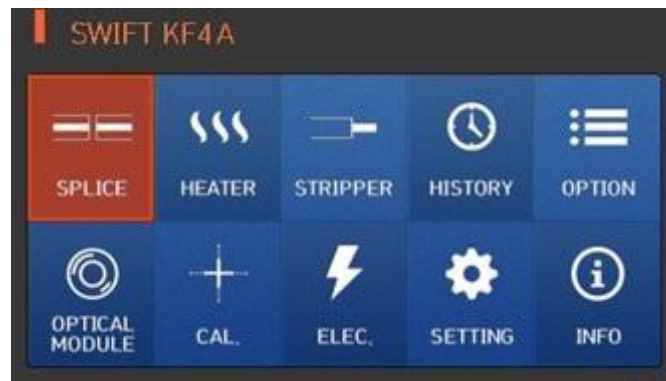 SWIFT KF4A
SPLICE
HEATER
STRIPPER
HISTORY
OPTION
OPTICAL
MODULE
CAL.
ELEC.
SETTING
INFO